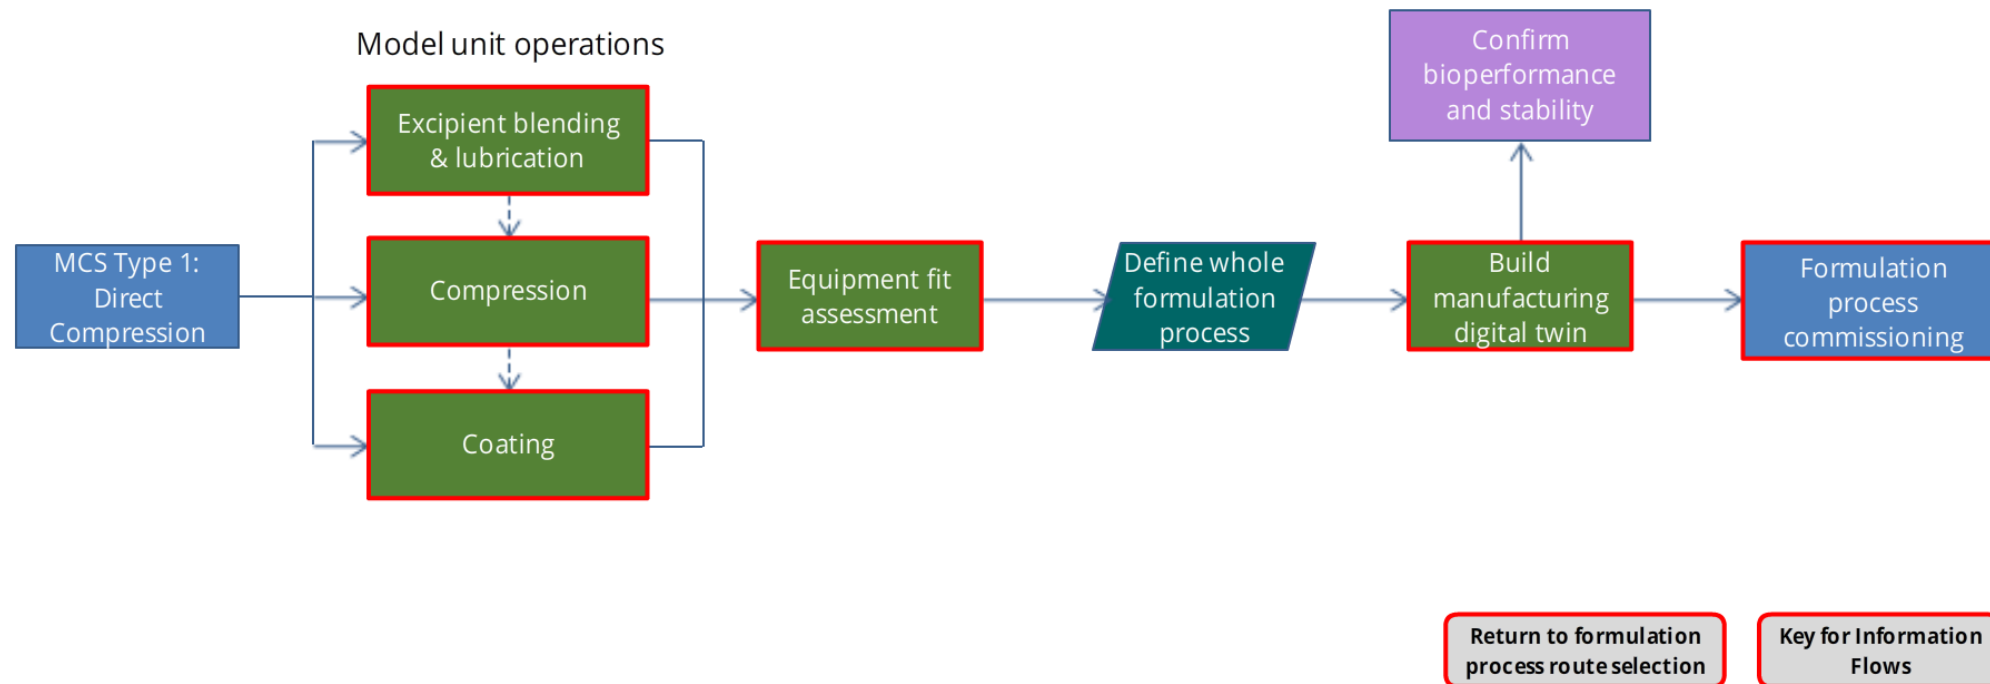 Model unit operations
Confirm
bioperformance
and stability
Excipient blending
& lubrication
MCS Type 1:
Direct
Compression
Compression
Equipment fit
assessment
Define whole
formulation
process
Build
manufacturing
digital twin
Formulation
process
commissioning
Coating
Return to formulation
process route selection
Key for Information
Flows